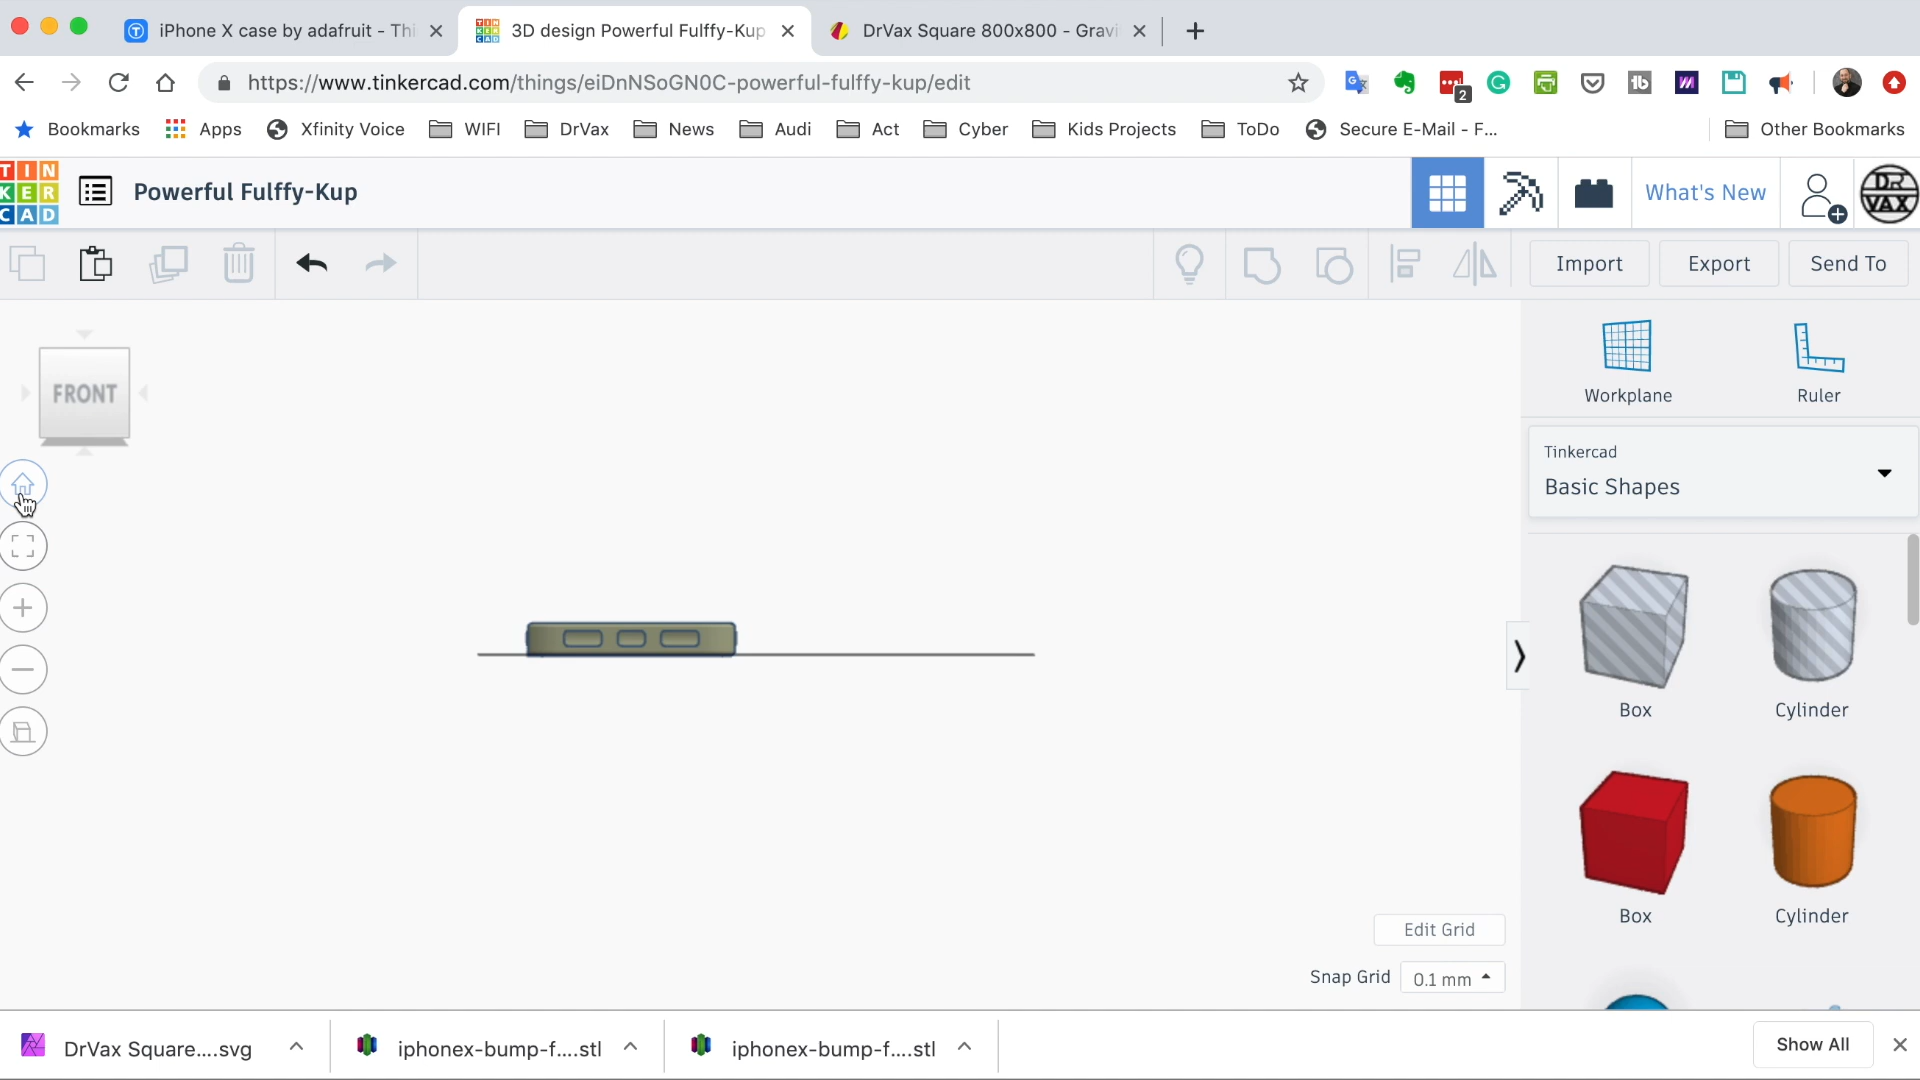 iPhone X case by adafruit - Thi
3D design Powerful Fulffy-Kup
DrVax Square 800x800 - Gravi
https://www.tinkercad.com/things/eiDnNSoGN0C-powerful-fulffy-kup/edit
2
Bookmarks
Apps
Xfinity Voice
WIFI
DrVax
News
Audi
Act
Cyber
Kids Projects
ToDo
Secure E-Mail - F...
Other Bookmarks
TIN
KER
CAD
Powerful Fulffy-Kup
What's New
DR
VAX
Import
Export
Send To
FRONT
Workplane
Ruler
Tinkercad
Basic Shapes
Box
Cylinder
Box
Cylinder
Edit Grid
Snap Grid
0.1 mm
DrVax Square....svg
iphonex-bump-f....stl
iphonex-bump-f....stl
Show All